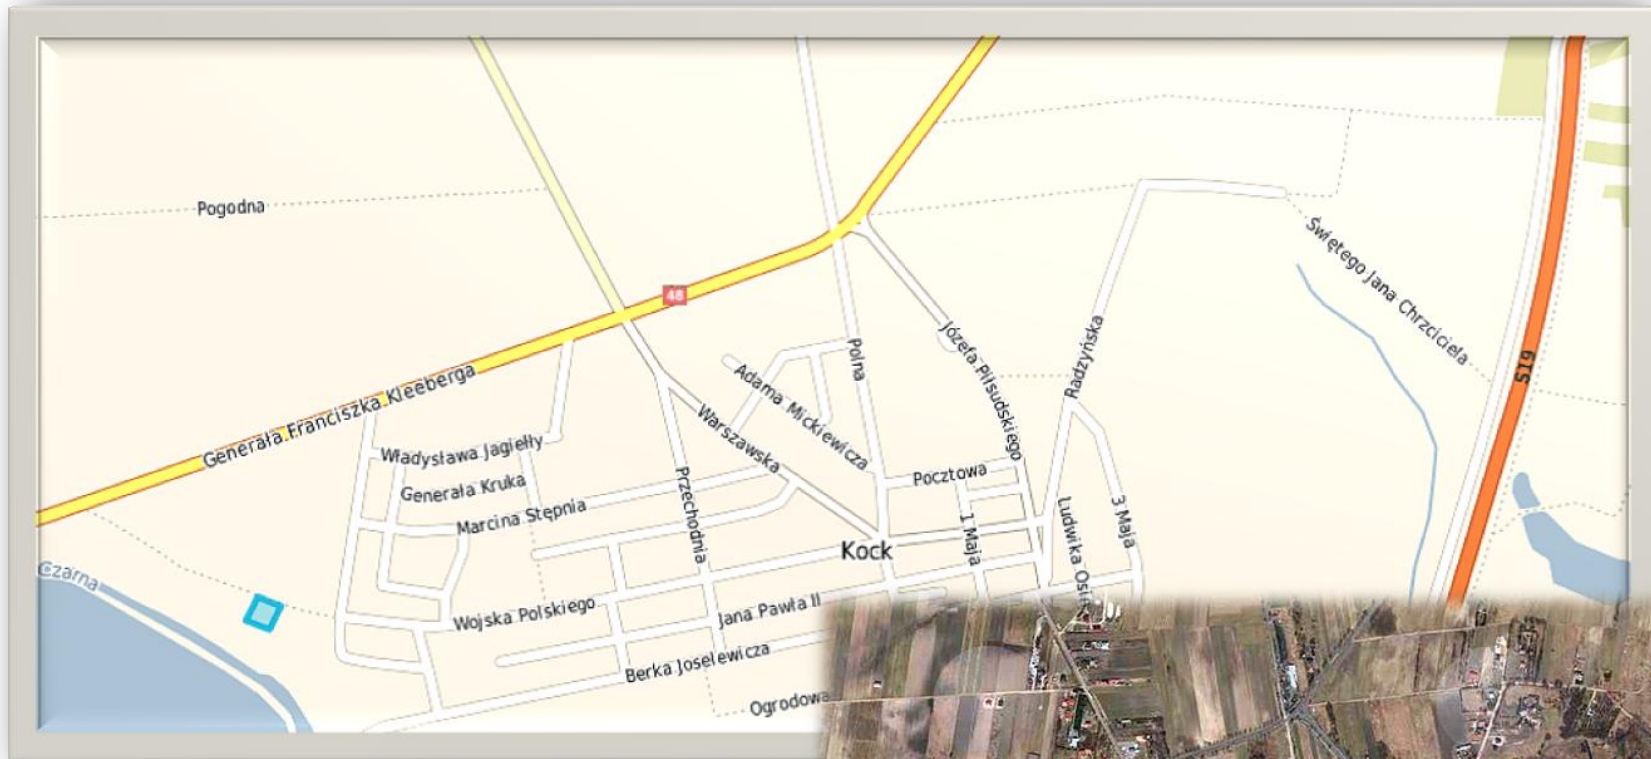 Pogodna
Świętego Jana Chrzciciela
48
Józefa Piłsudskiego
Radzyńska
Polna
S19
Generała Franciszka Kleeberga
Adama Mickiewicza
Warszawska
Władysława Jagiełły
Generała Kruka
Pocztowa
Marcina Stępnia
Przechodnia
1 Maja
3 Maja
Ludwika
Kock
Czarna
Wojska Polskiego
Jana Pawła II
Berka Joselewicza
Ogrodowa